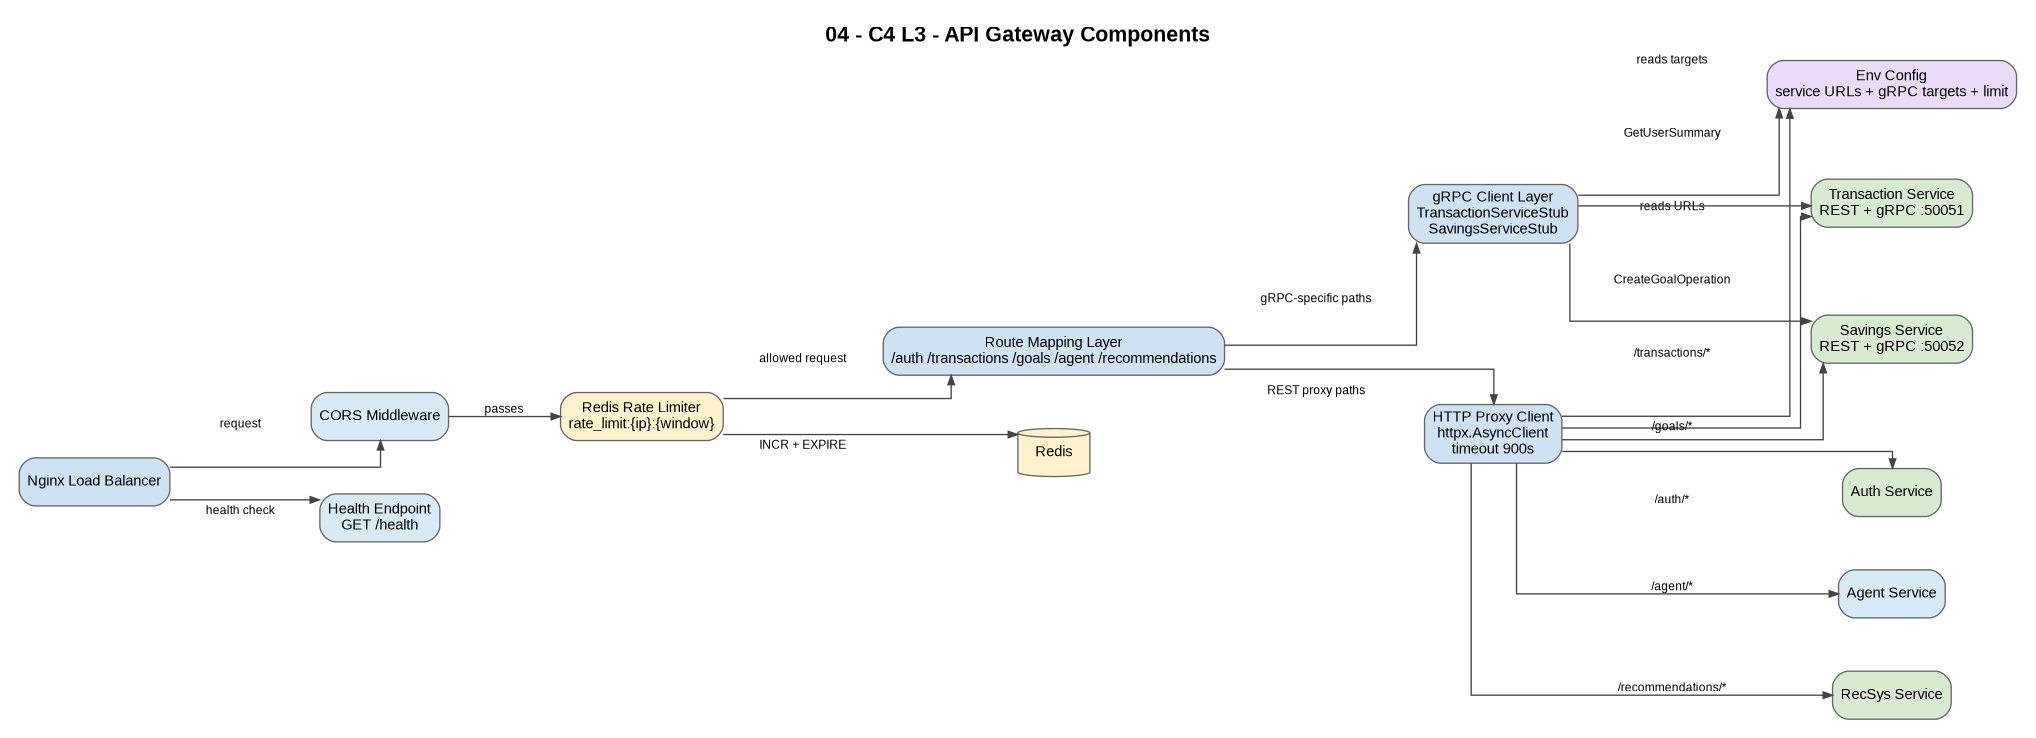 04 - C4 L3 - API Gateway Components
reads targets
Env Config
service URLs + gRPC targets + limit
GetUserSummary
gRPC Client Layer
TransactionServiceStub
SavingsServiceStub
reads URLs
Transaction Service
REST + gRPC :50051
CreateGoalOperation
gRPC-specific paths
Savings Service
REST + gRPC :50052
Route Mapping Layer
/auth /transactions /goals /agent /recommendations
/transactions/*
allowed request
REST proxy paths
request
CORS Middleware
passes
Redis Rate Limiter
rate_limit:{ip}:{window}
INCR + EXPIRE
Redis
HTTP Proxy Client
httpx.AsyncClient
timeout 900s
/goals/*
Nginx Load Balancer
health check
Health Endpoint
GET /health
/auth/*
Auth Service
/agent/*
Agent Service
/recommendations/*
RecSys Service